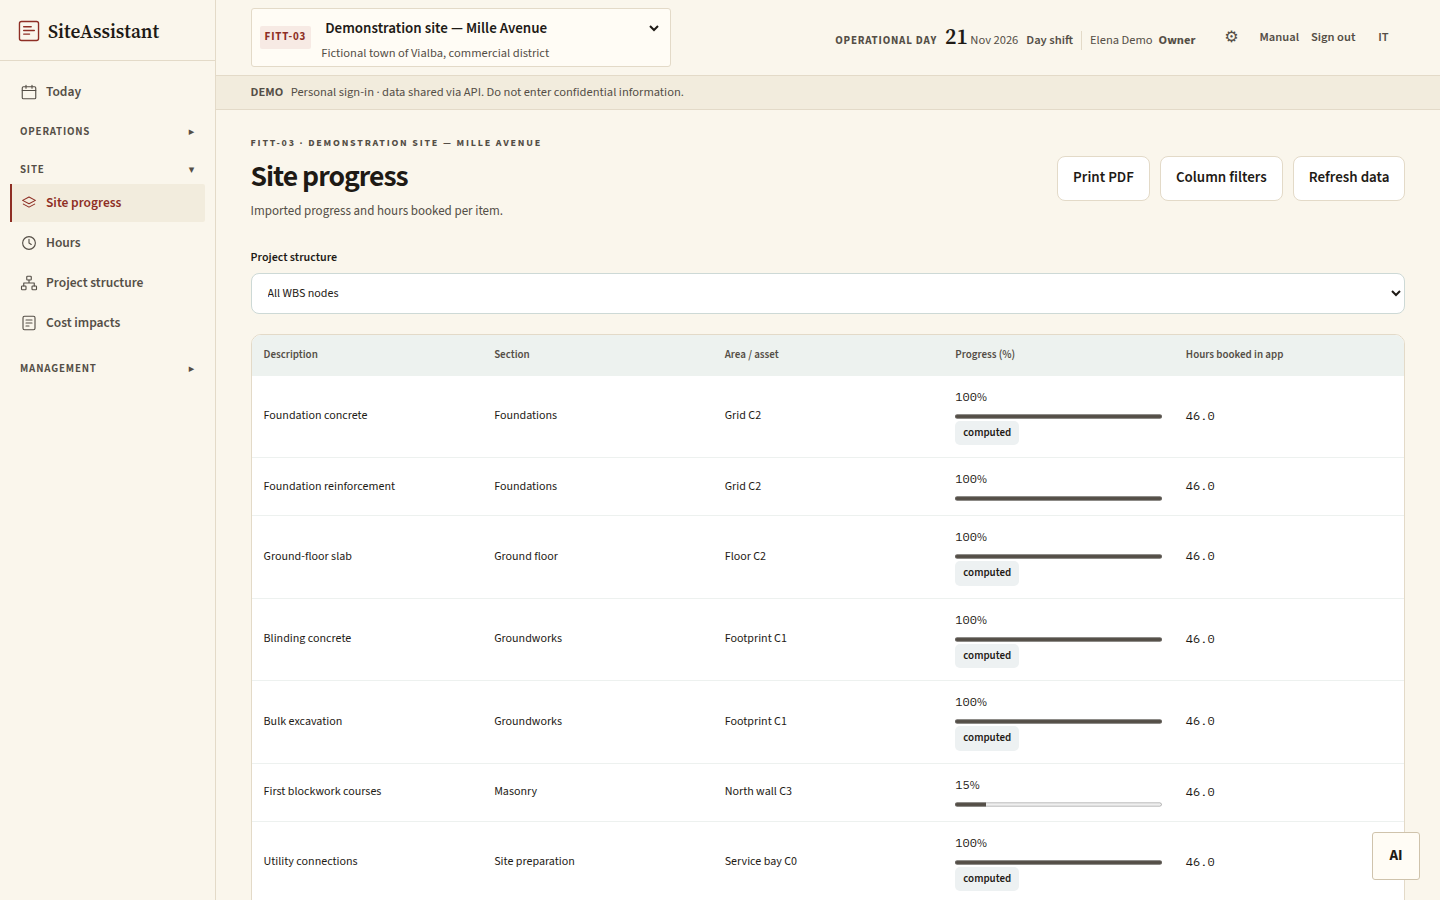 SiteAssistant
FITT-03
Demonstration site — Mille Avenue
Fictional town of Vialba, commercial district
OPERATIONAL DAY 21 Nov 2026 Day shift
Elena Demo Owner
Manual
Sign out
IT
DEMO Personal sign-in · data shared via API. Do not enter confidential information.
Today
OPERATIONS
SITE
Site progress
Hours
Project structure
Cost impacts
MANAGEMENT
FITT-03 · DEMONSTRATION SITE — MILLE AVENUE
Site progress
Imported progress and hours booked per item.
Print PDF
Column filters
Refresh data
Project structure
All WBS nodes
Description Section Area / asset Progress (%) Hours booked in app
Foundation concrete Foundations Grid C2 100% 46.0
computed
Foundation reinforcement Foundations Grid C2 100% 46.0
Ground-floor slab Ground floor Floor C2 100% 46.0
computed
Blinding concrete Groundworks Footprint C1 100% 46.0
computed
Bulk excavation Groundworks Footprint C1 100% 46.0
computed
First blockwork courses Masonry North wall C3 15% 46.0
Utility connections Site preparation Service bay C0 100% 46.0
computed
AI